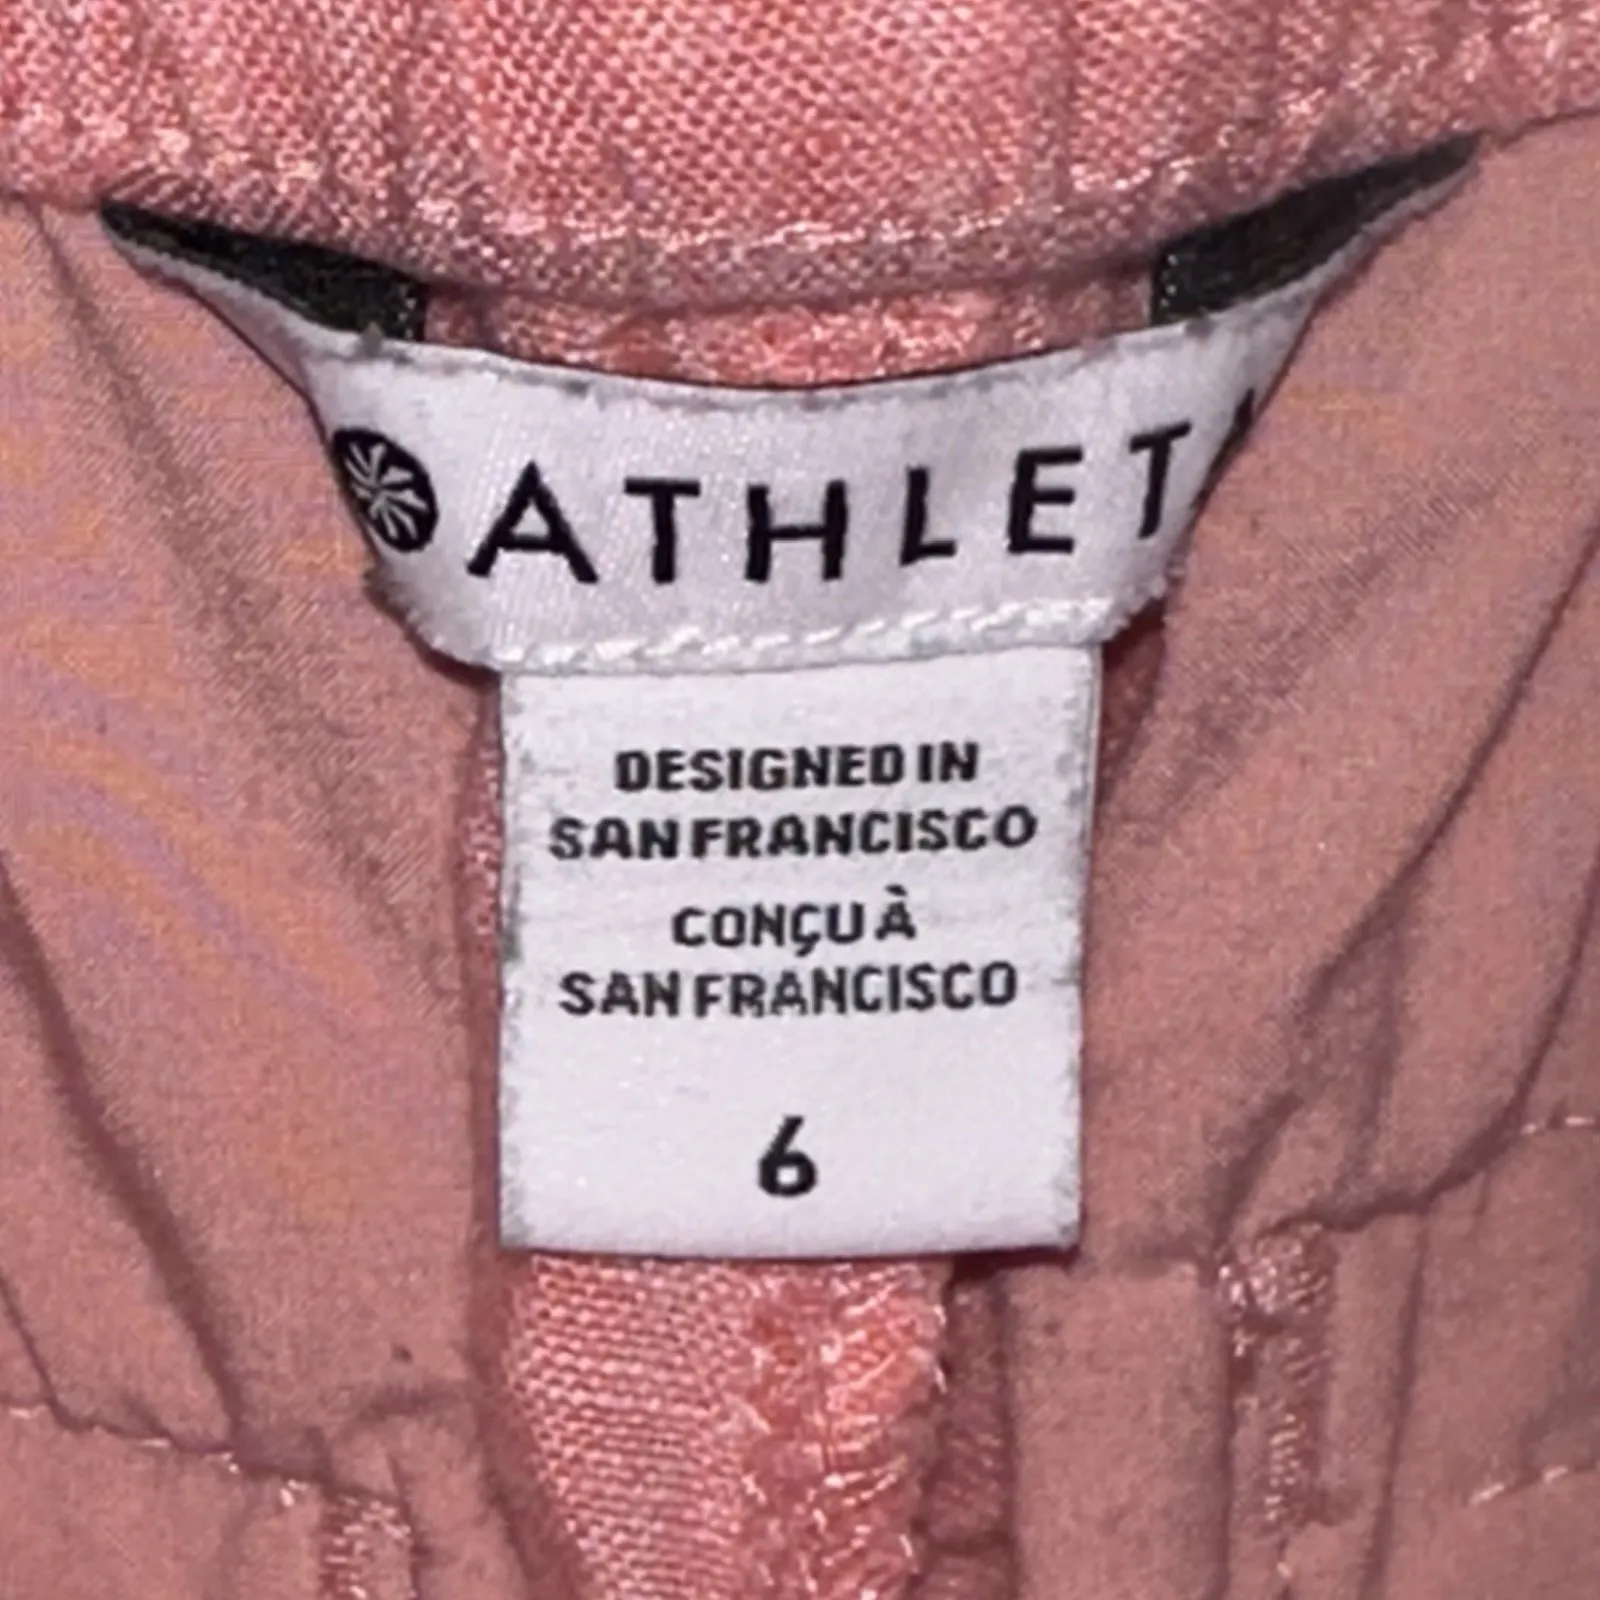 ATHLET
DESIGNED IN
SAN FRANCISCO
CONÇU À
SAN FRANCISCO
6